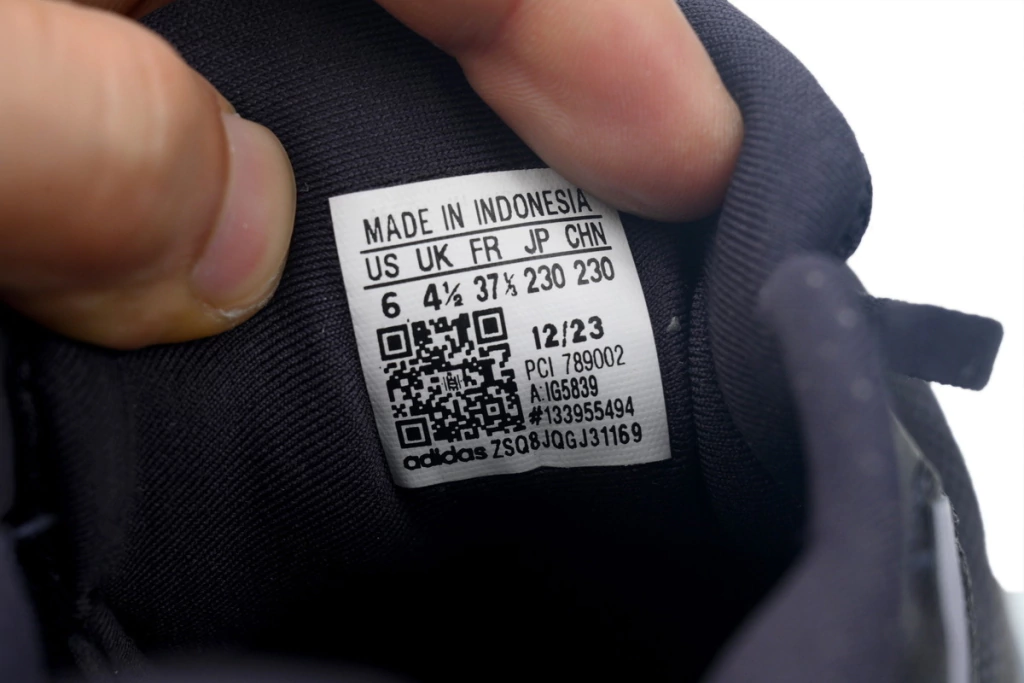 MADE IN INDONESIA
US UK FR JP CHN
6 4½ 37⅓ 230 230
12/23
PCI 789002
A:IG5839
#133955494
adidas ZSQ8JQGJ31169